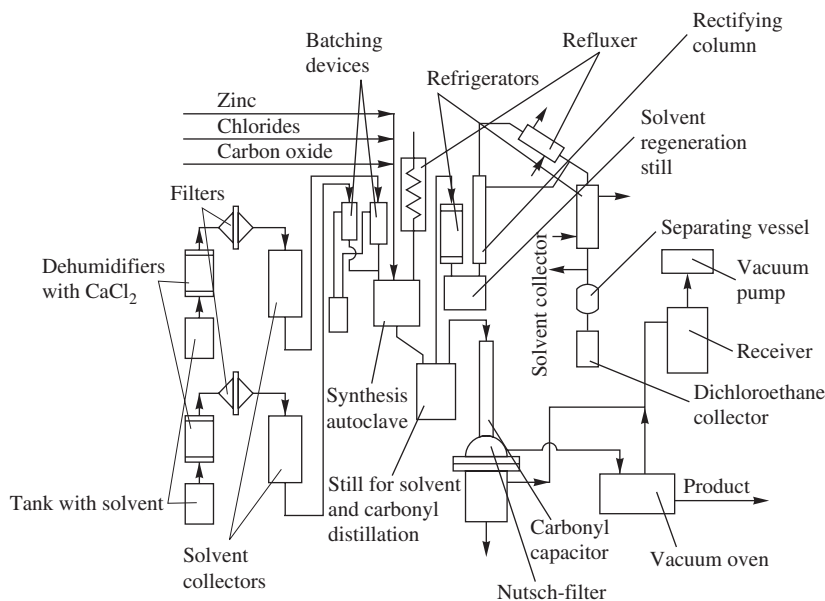 Batching
devices
Refluxer
Rectifying
column
Refrigerators
Solvent
regeneration
still
Zinc
Chlorides
Carbon oxide
Filters
Separating vessel
Dehumidifiers
with CaCl2
Solvent collector
Vacuum
pump
Receiver
Synthesis
autoclave
Dichloroethane
collector
Still for solvent
and carbonyl
distillation
Tank with solvent
Solvent
collectors
Carbonyl
capacitor
Nutsch-filter
Product
Vacuum oven